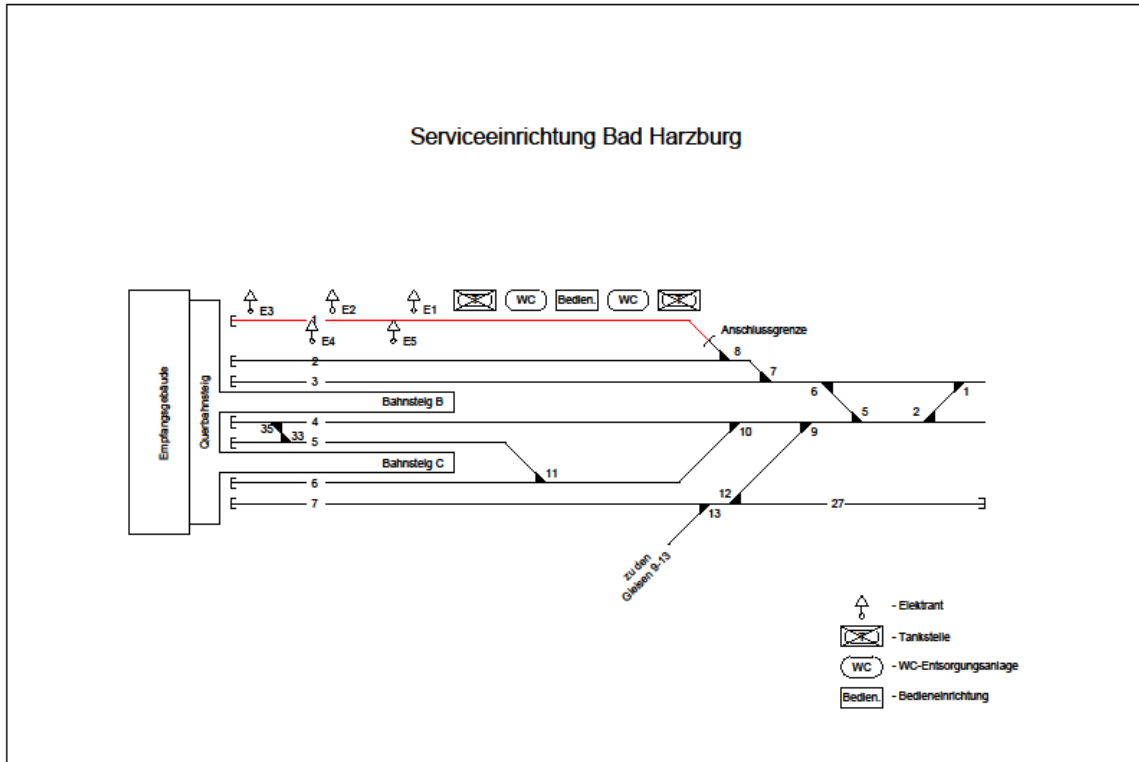 Serviceeinrichtung Bad Harzburg
E3
E2
E1
WC
Bedien.
WC
1
E4
E5
Anschlussgrenze
8
2
7
3
6
1
Bahnsteig B
5
2
Empfangsgebäude
Querbahnsteig
4
35
33
10
9
5
Bahnsteig C
11
6
12
7
13
27
zu den
Gleisen 9-13
- Elektrant
- Tankstelle
WC - WC-Entsorgungsanlage
Bedien. - Bedieneinrichtung